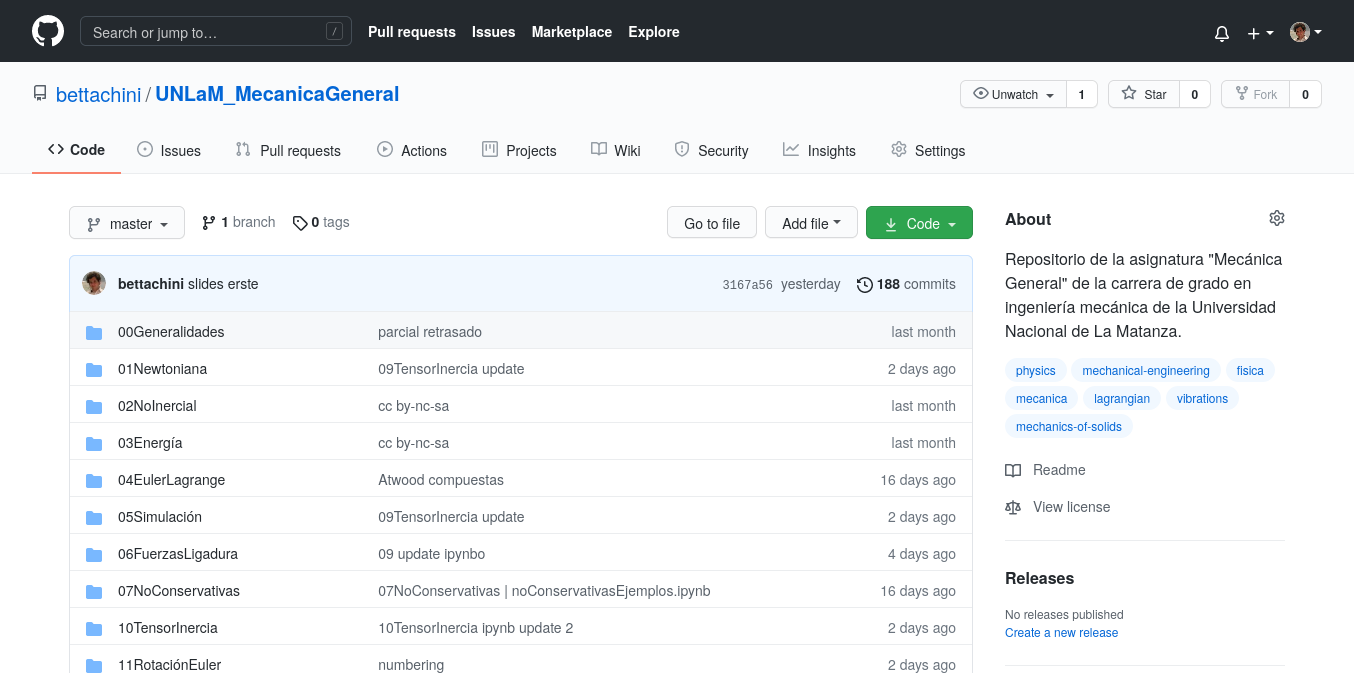 Search or jump to… / Pull requests Issues Marketplace Explore
bettachini / UNLaM_MecanicaGeneral Unwatch 1 Star 0 Fork 0
Code Issues Pull requests Actions Projects Wiki Security Insights Settings
master 1 branch 0 tags Go to file Add file Code
bettachini slides erste 3167a56 yesterday 188 commits
00Generalidades parcial retrasado last month
01Newtoniana 09TensorInercia update 2 days ago
02NoInercial cc by-nc-sa last month
03Energía cc by-nc-sa last month
04EulerLagrange Atwood compuestas 16 days ago
05Simulación 09TensorInercia update 2 days ago
06FuerzasLigadura 09 update ipynbo 4 days ago
07NoConservativas 07NoConservativas | noConservativasEjemplos.ipynb 16 days ago
10TensorInercia 10TensorInercia ipynb update 2 2 days ago
11RotaciónEuler numbering 2 days ago
About
Repositorio de la asignatura "Mecánica
General" de la carrera de grado en
ingeniería mecánica de la Universidad
Nacional de La Matanza.
physics mechanical-engineering fisica
mecanica lagrangian vibrations
mechanics-of-solids
Readme
View license
Releases
No releases published
Create a new release